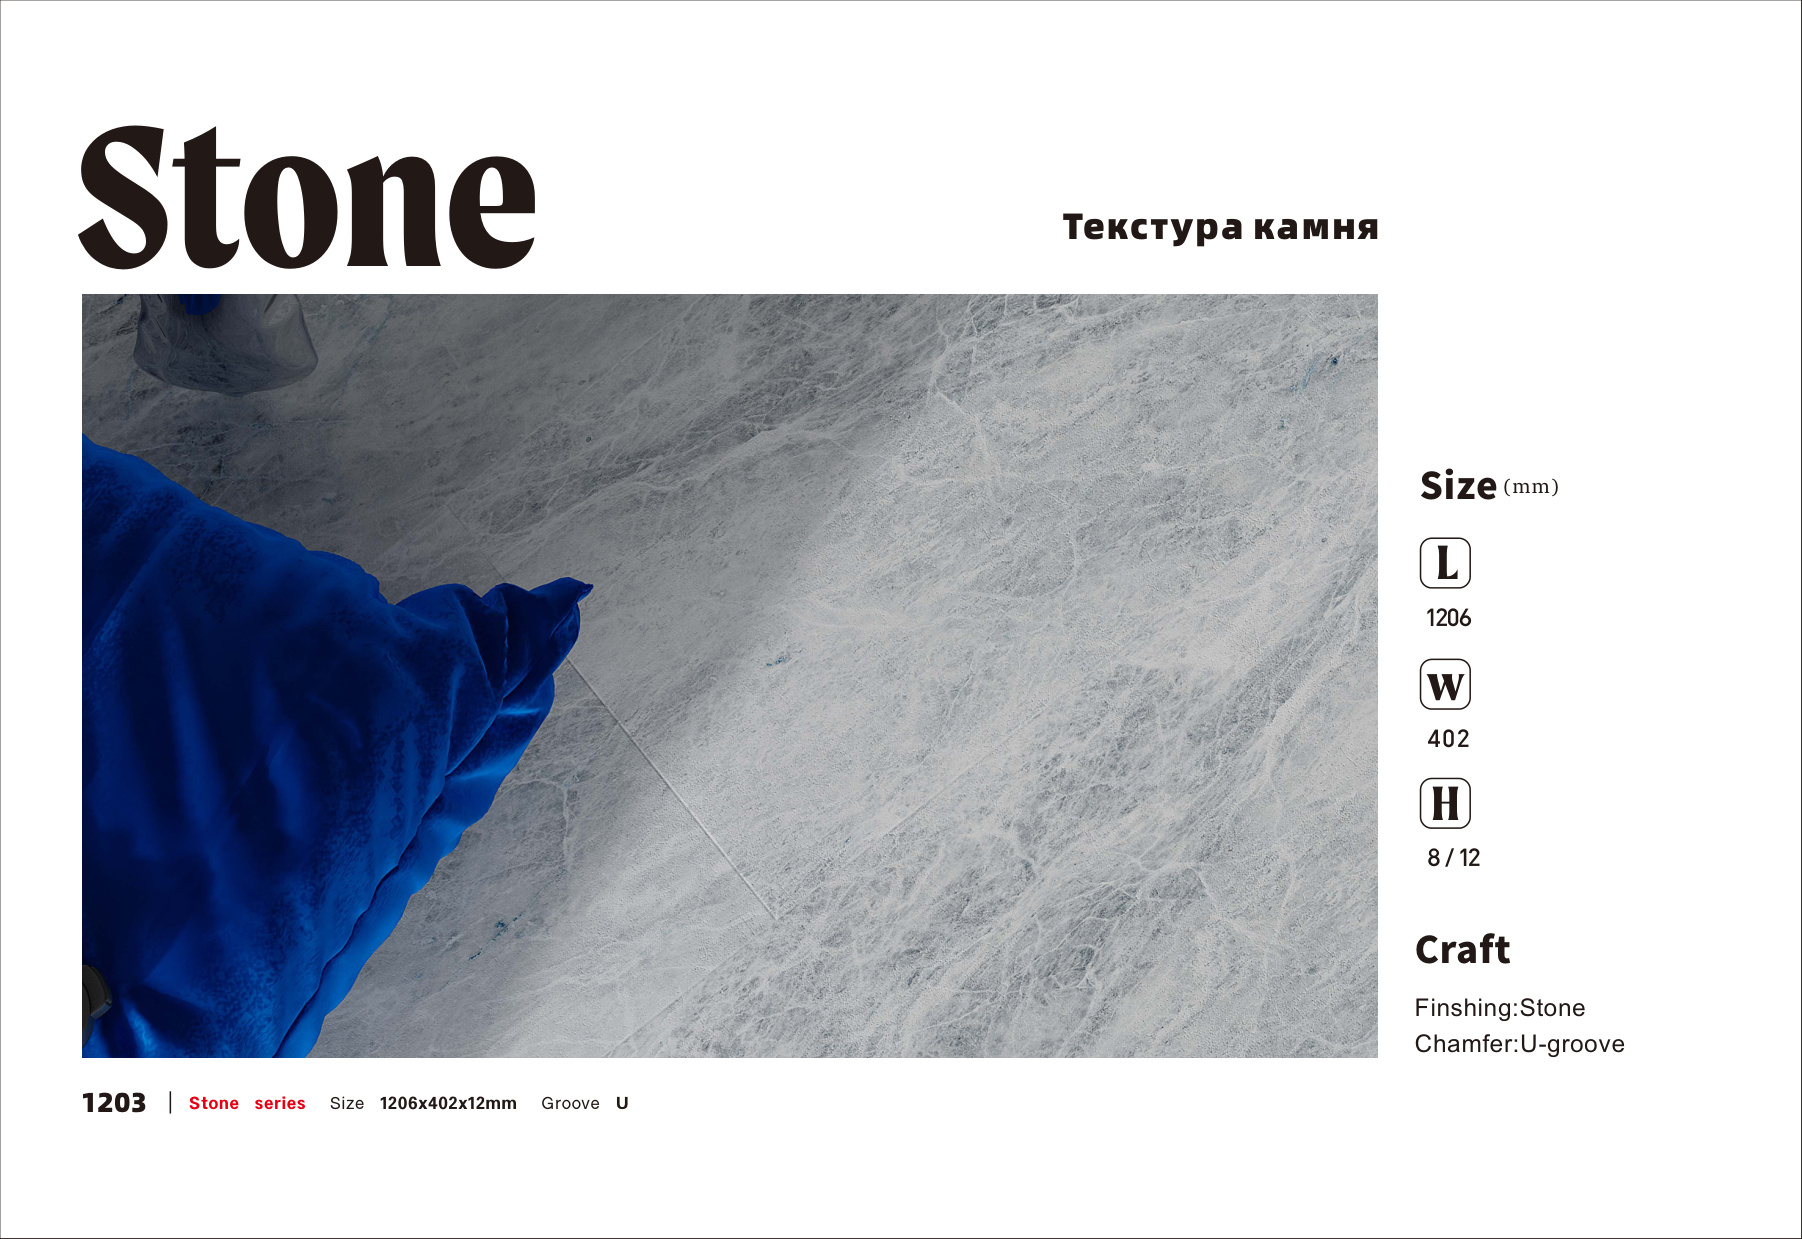 Stone
Текстура камня
Size (mm)
L
1206
W
402
H
8 / 12
Craft
Finshing:Stone
Chamfer:U-groove
1203 | Stone series Size 1206x402x12mm Groove U